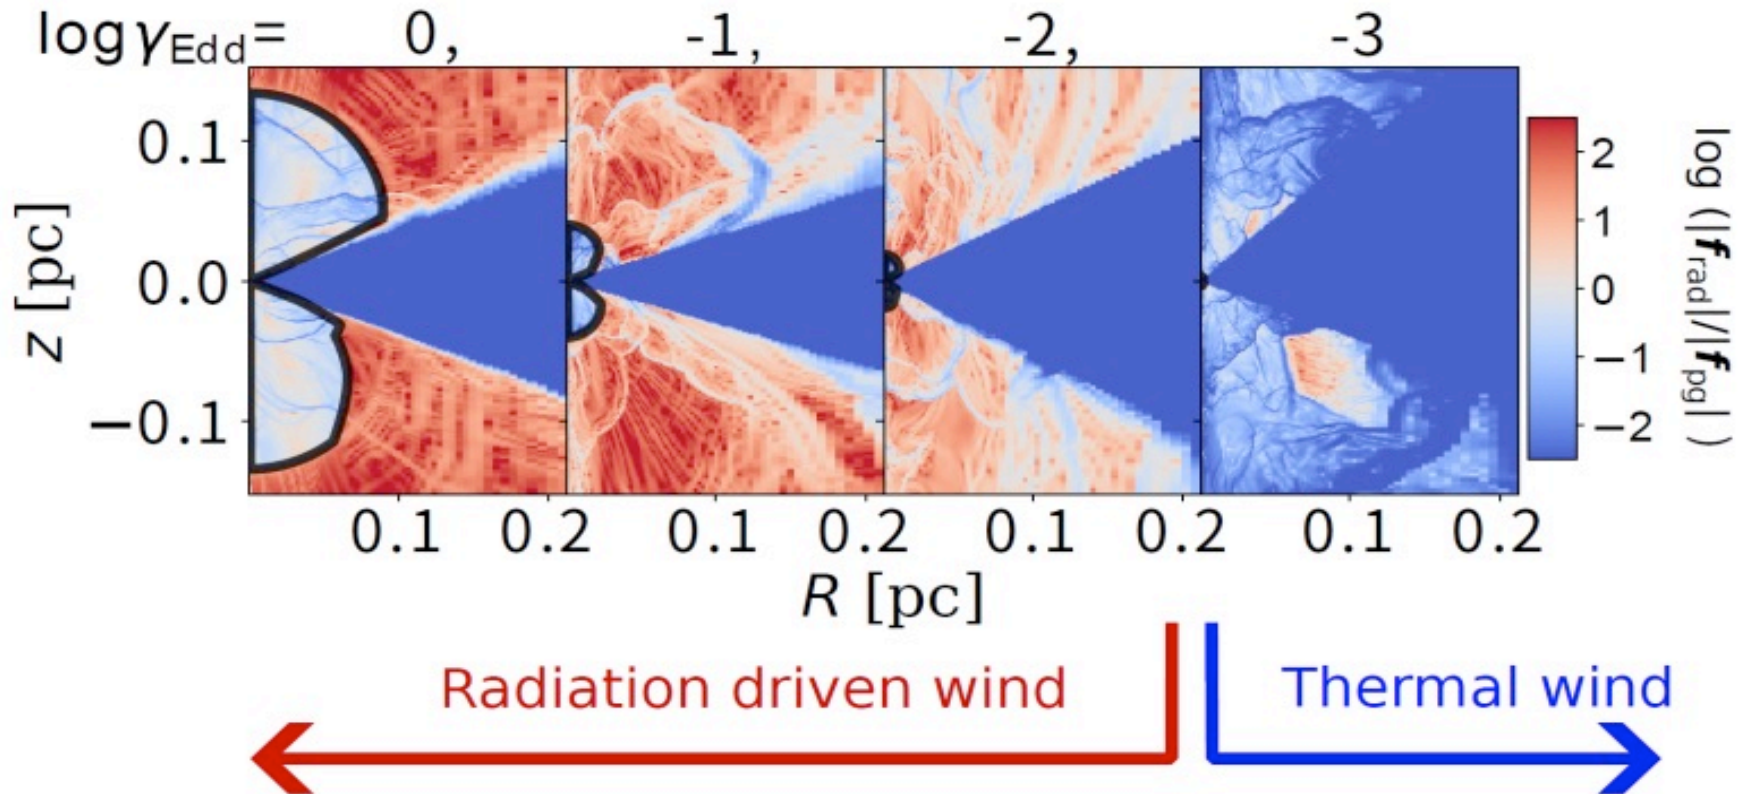 log γEdd= 0, -1, -2, -3
0.1
0.0
−0.1
z [pc]
0.1 0.2 0.1 0.2 0.1 0.2 0.1 0.2
R [pc]
2
1
0
−1
−2
log (|frad|/|fpg|)
Radiation driven wind
Thermal wind